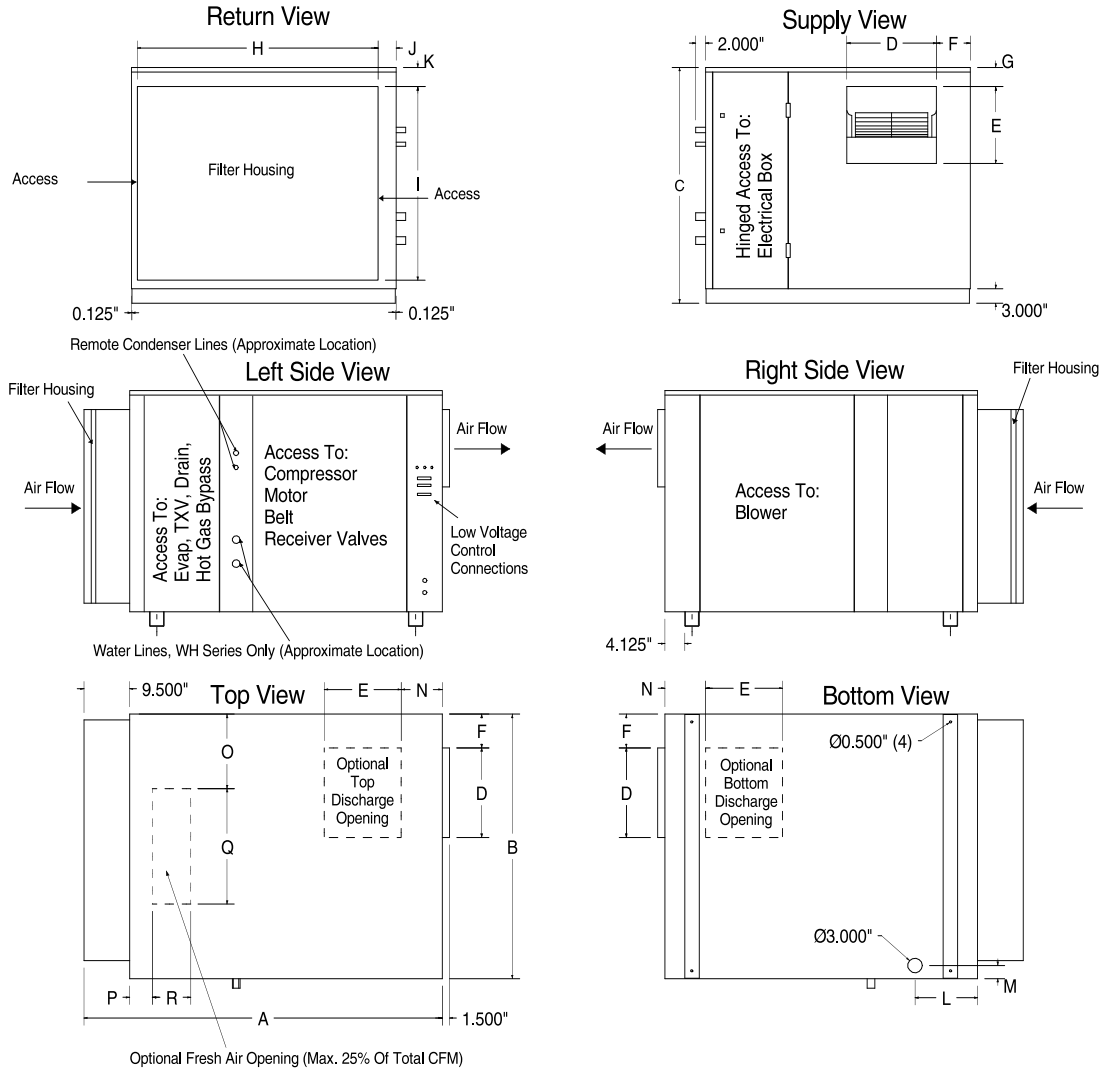 Return View
H
J
K
Filter Housing
Access
I
Access
0.125"
0.125"
Supply View
2.000"
D
F
G
E
C
Hinged Access To:
Electrical Box
3.000"
Remote Condenser Lines (Approximate Location)
Left Side View
Filter Housing
Air Flow
Air Flow
Access To:
Evap, TXV, Drain,
Hot Gas Bypass
Access To:
Compressor
Motor
Belt
Receiver Valves
Low Voltage
Control
Connections
Water Lines, WH Series Only (Approximate Location)
Right Side View
Filter Housing
Air Flow
Air Flow
Access To:
Blower
4.125"
Top View
9.500"
E
N
O
F
Optional
Top
Discharge
Opening
D
Q
B
P
R
A
1.500"
Optional Fresh Air Opening (Max. 25% Of Total CFM)
Bottom View
N
E
F
Ø0.500" (4)
Optional
Bottom
Discharge
Opening
D
Ø3.000"
L
M